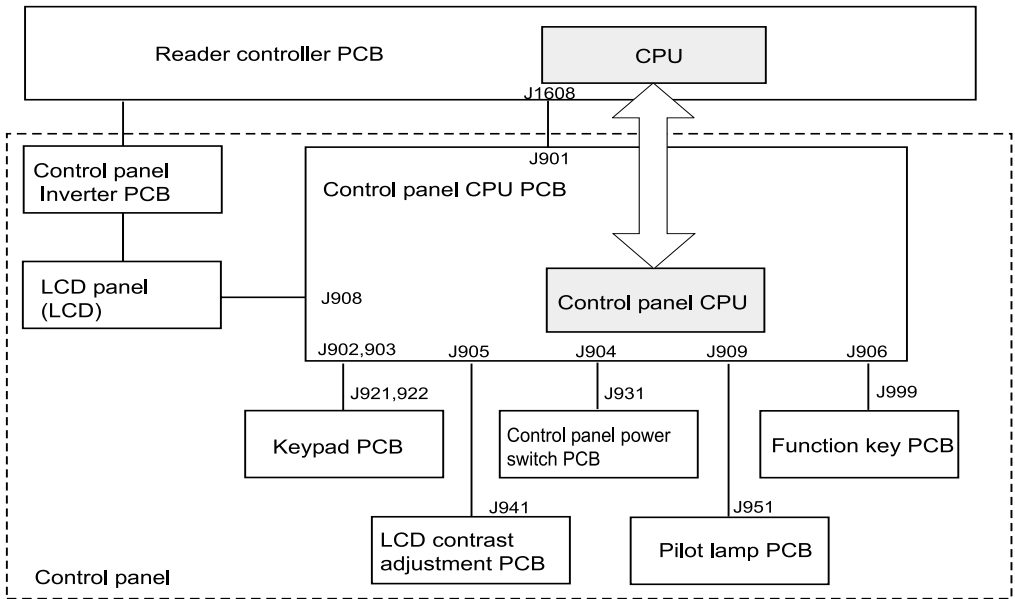 Reader controller PCB
CPU
J1608
Control panel
Inverter PCB
J901
Control panel CPU PCB
LCD panel
(LCD)
J908
Control panel CPU
J902,903
J905
J904
J909
J906
J921,922
J931
J999
Keypad PCB
Control panel power
switch PCB
Function key PCB
J941
J951
LCD contrast
adjustment PCB
Pilot lamp PCB
Control panel